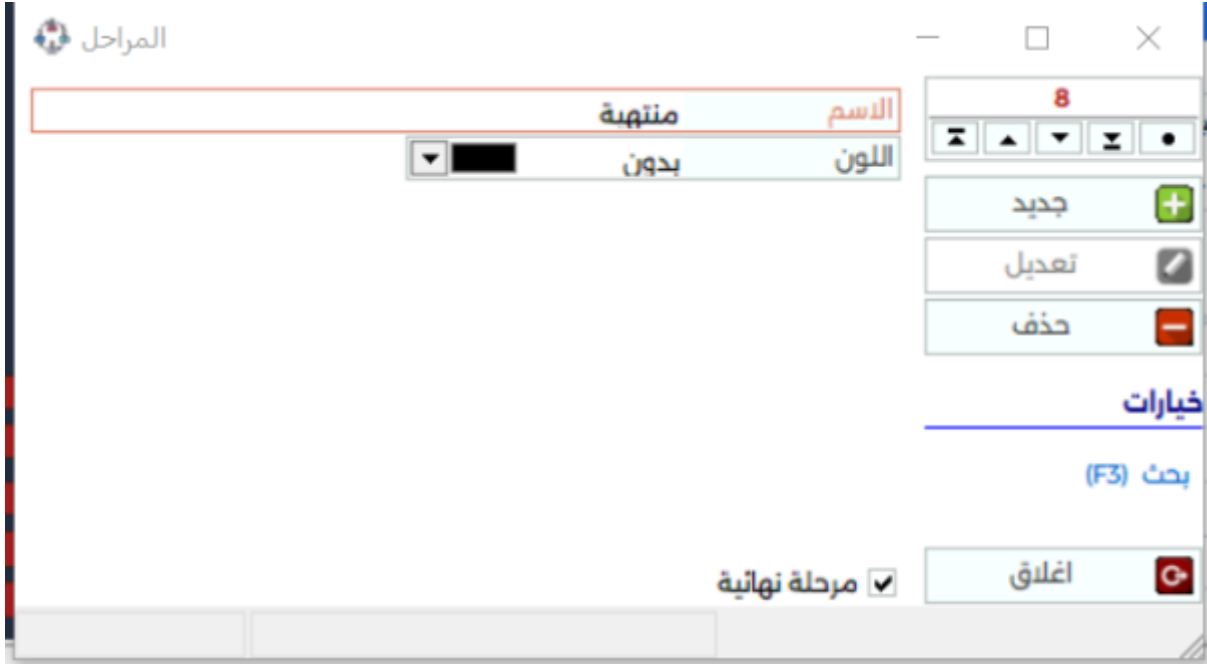 المراحل
8
الاسم منتهية
اللون بدون
جديد
تعديل
حذف
خيارات
بحث (F3)
مرحلة نهائية
اغلاق